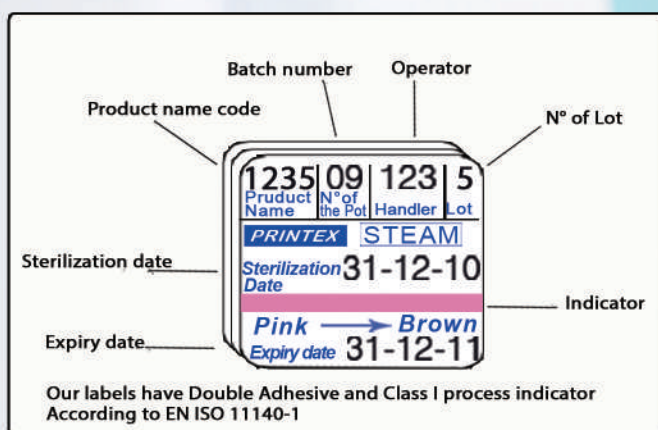 Batch number
Operator
Product name code
N° of Lot
1235 09 123 5
Pruduct Name N°of the Pot Handler Lot
PRINTEX STEAM
Sterilization date
Sterilization Date 31-12-10
Indicator
Pink Brown
Expiry date
Expiry date 31-12-11
Our labels have Double Adhesive and Class I process indicator
According to EN ISO 11140-1